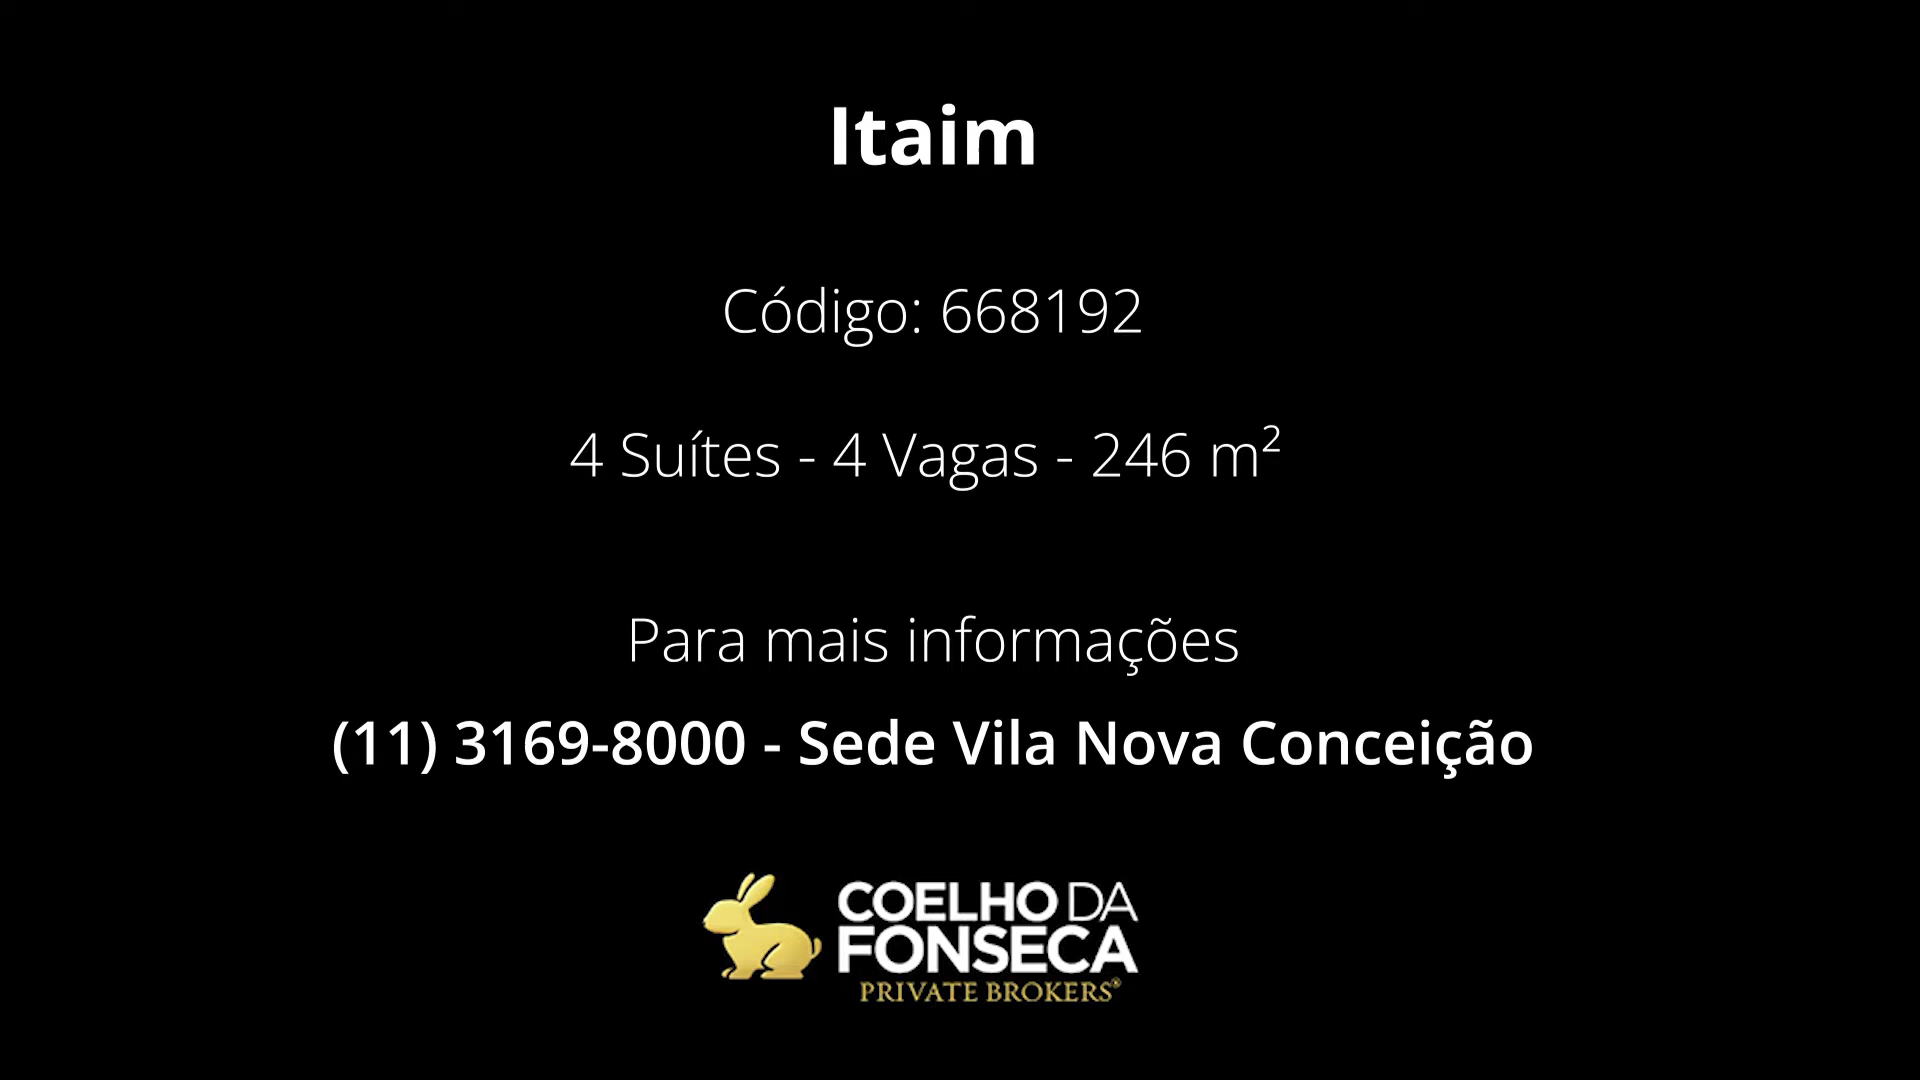 Itaim
Código: 668192
4 Suítes - 4 Vagas - 246 m²
Para mais informações
(11) 3169-8000 - Sede Vila Nova Conceição
COELHO DA
FONSECA
PRIVATE BROKERS®